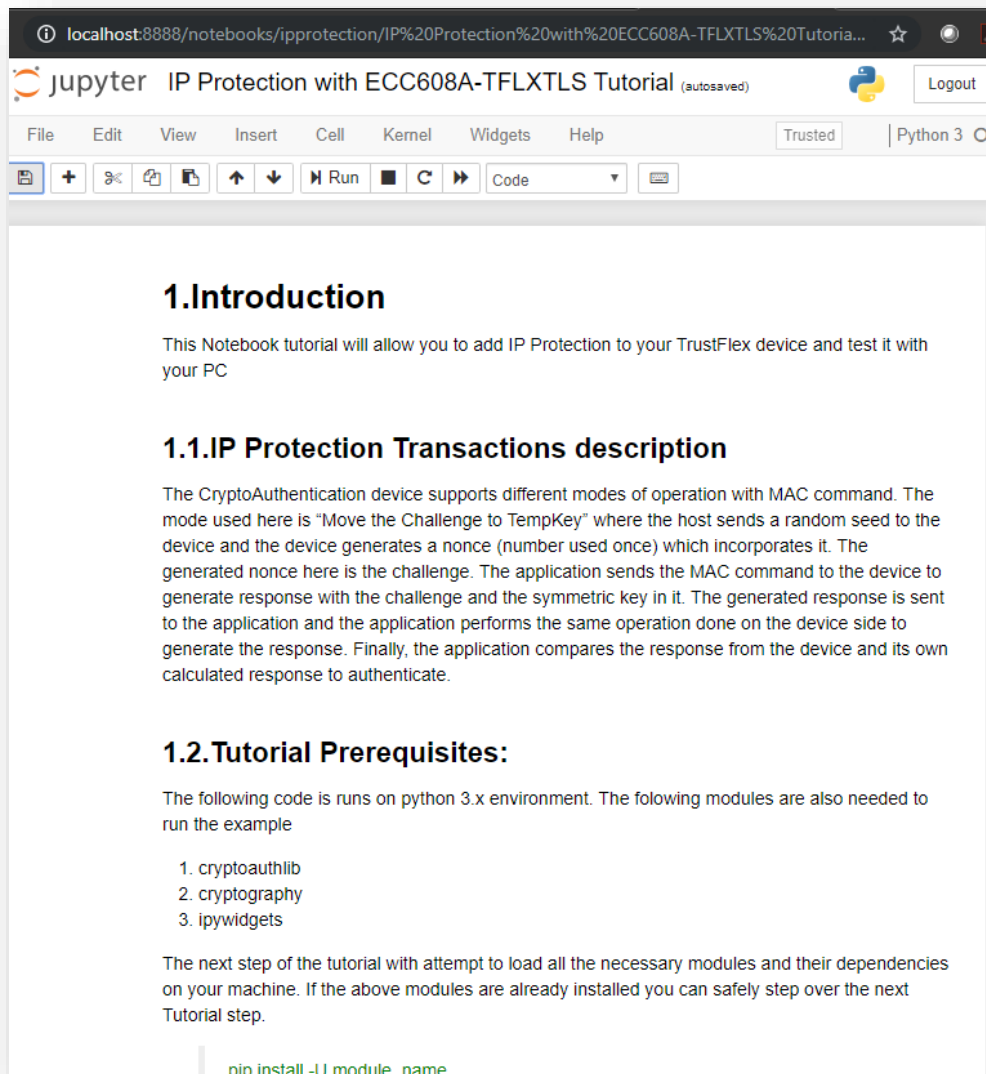 localhost:8888/notebooks/ipprotection/IP%20Protection%20with%20ECC608A-TFLXTLS%20Tutoria...
jupyter IP Protection with ECC608A-TFLXTLS Tutorial (autosaved)
Logout
File Edit View Insert Cell Kernel Widgets Help Trusted Python 3
Run Code
1.Introduction
This Notebook tutorial will allow you to add IP Protection to your TrustFlex device and test it with
your PC
1.1.IP Protection Transactions description
The CryptoAuthentication device supports different modes of operation with MAC command. The
mode used here is “Move the Challenge to TempKey” where the host sends a random seed to the
device and the device generates a nonce (number used once) which incorporates it. The
generated nonce here is the challenge. The application sends the MAC command to the device to
generate response with the challenge and the symmetric key in it. The generated response is sent
to the application and the application performs the same operation done on the device side to
generate the response. Finally, the application compares the response from the device and its own
calculated response to authenticate.
1.2.Tutorial Prerequisites:
The following code is runs on python 3.x environment. The folowing modules are also needed to
run the example
1. cryptoauthlib
2. cryptography
3. ipywidgets
The next step of the tutorial with attempt to load all the necessary modules and their dependencies
on your machine. If the above modules are already installed you can safely step over the next
Tutorial step.
pip install -U module_name